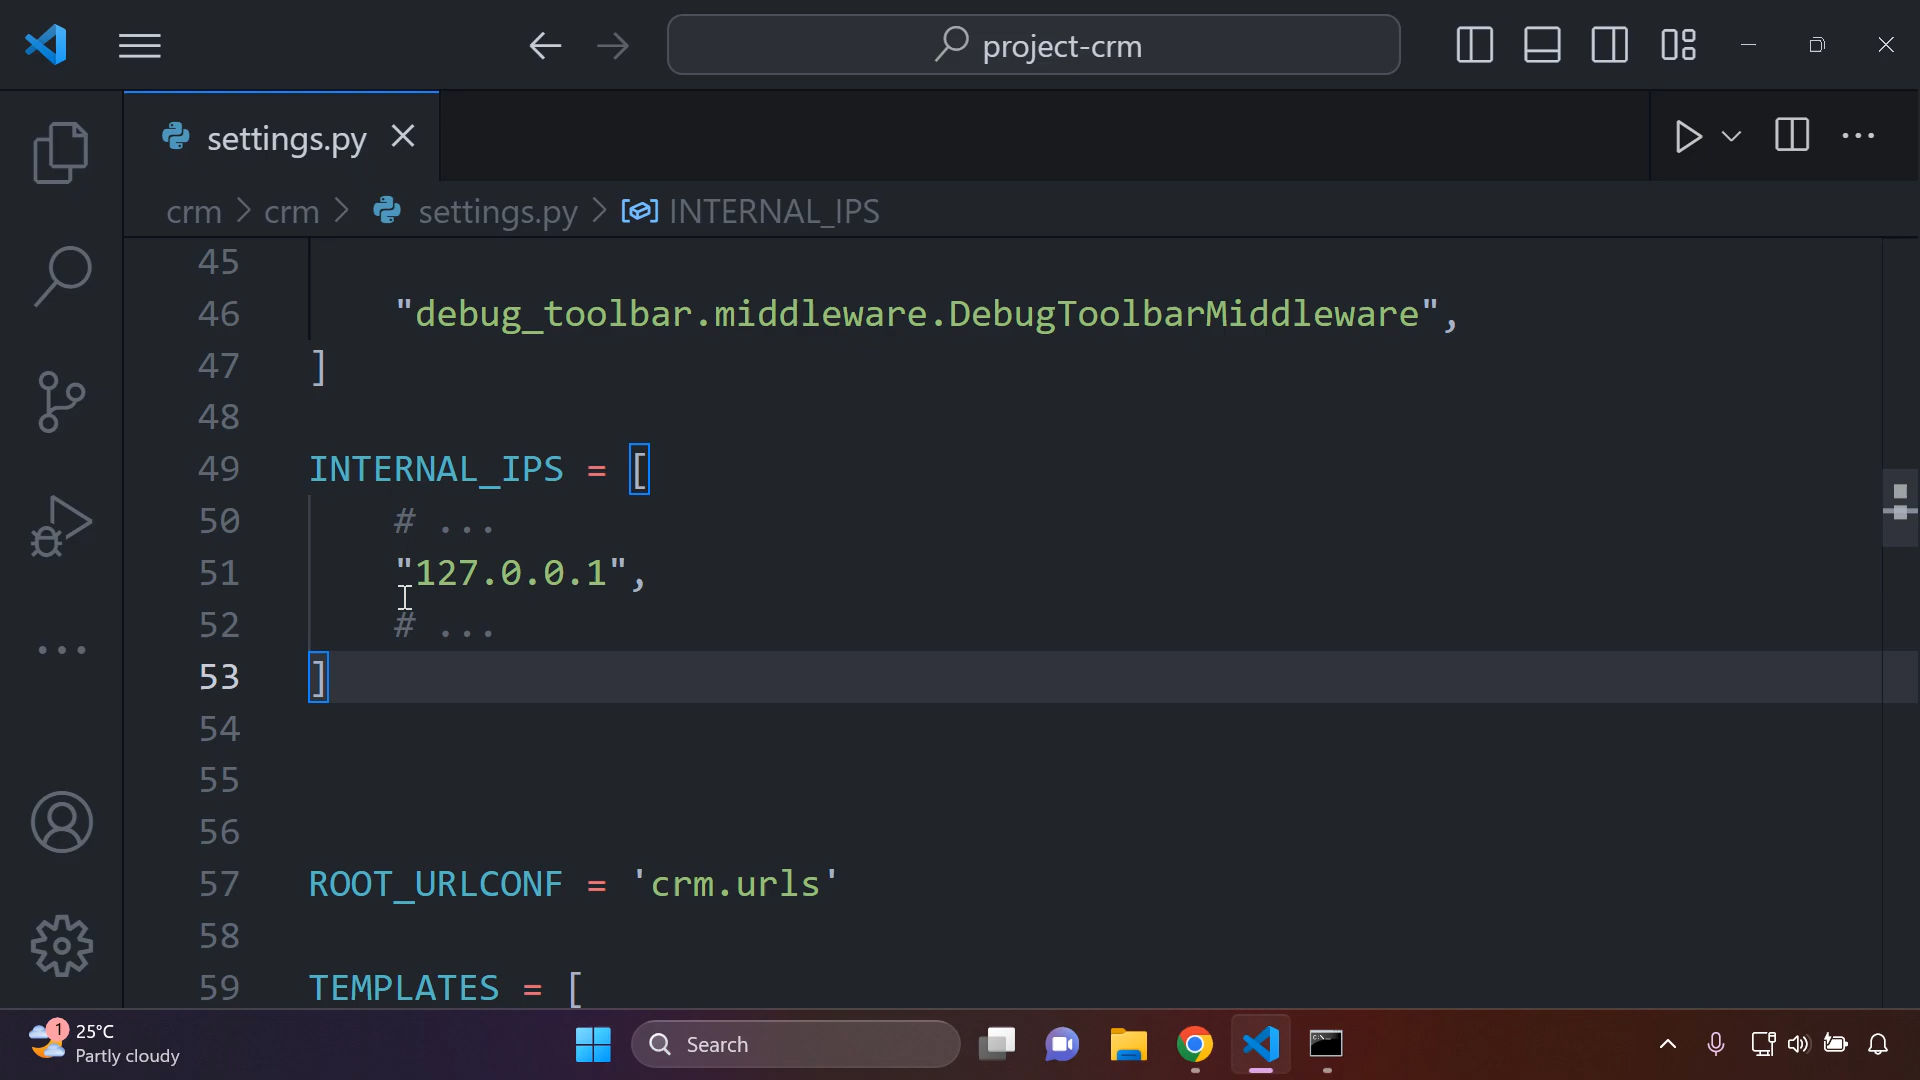 project-crm
settings.py
crm > crm > settings.py > INTERNAL_IPS
45
46 "debug_toolbar.middleware.DebugToolbarMiddleware",
47 ]
48
49 INTERNAL_IPS = [
50 # ...
51 "127.0.0.1",
52 # ...
53 ]
54
55
56
57 ROOT_URLCONF = 'crm.urls'
58
59 TEMPLATES = [
1
25°C
Partly cloudy
Search